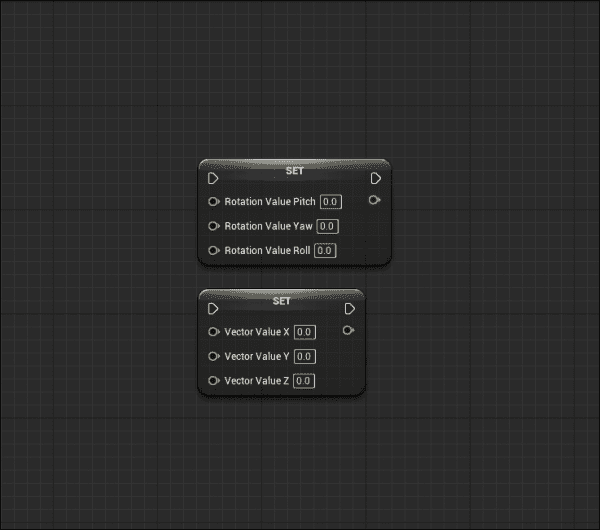 SET
Rotation Value Pitch 0.0
Rotation Value Yaw 0.0
Rotation Value Roll 0.0
SET
Vector Value X 0.0
Vector Value Y 0.0
Vector Value Z 0.0